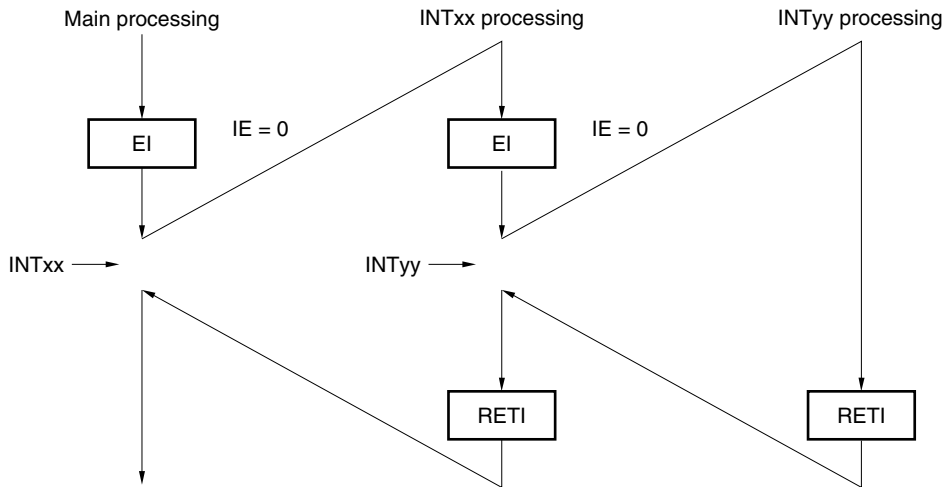 Main processing
INTxx processing
INTyy processing
EI
IE = 0
EI
IE = 0
INTxx
INTyy
RETI
RETI